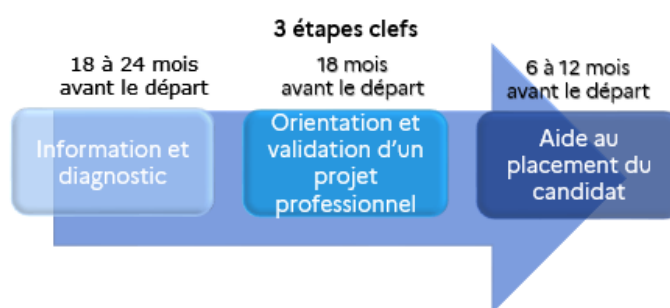 3 étapes clefs
18 à 24 mois
avant le départ
18 mois
avant le départ
6 à 12 mois
avant le départ
Information et
diagnostic
Orientation et
validation d'un
projet
professionnel
Aide au
placement du
candidat